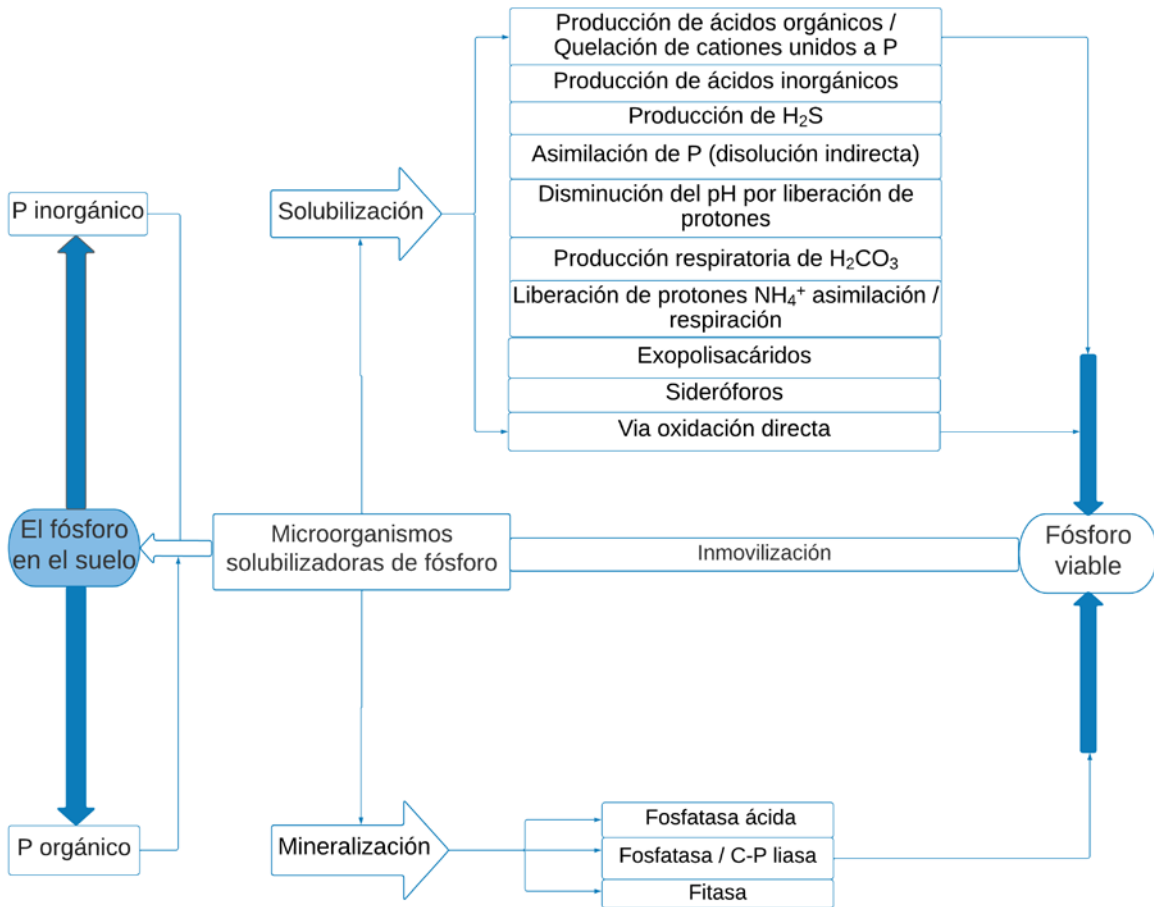 Producción de ácidos orgánicos /
Quelación de cationes unidos a P
Producción de ácidos inorgánicos
Producción de H₂S
Asimilación de P (disolución indirecta)
Disminución del pH por liberación de
protones
Producción respiratoria de H₂CO₃
Liberación de protones NH₄⁺ asimilación /
respiración
Exopolisacáridos
Sideróforos
Via oxidación directa
P inorgánico
Solubilización
El fósforo
en el suelo
Microorganismos
solubilizadoras de fósforo
Inmovilización
Fósforo
viable
P orgánico
Mineralización
Fosfatasa ácida
Fosfatasa / C-P liasa
Fitasa